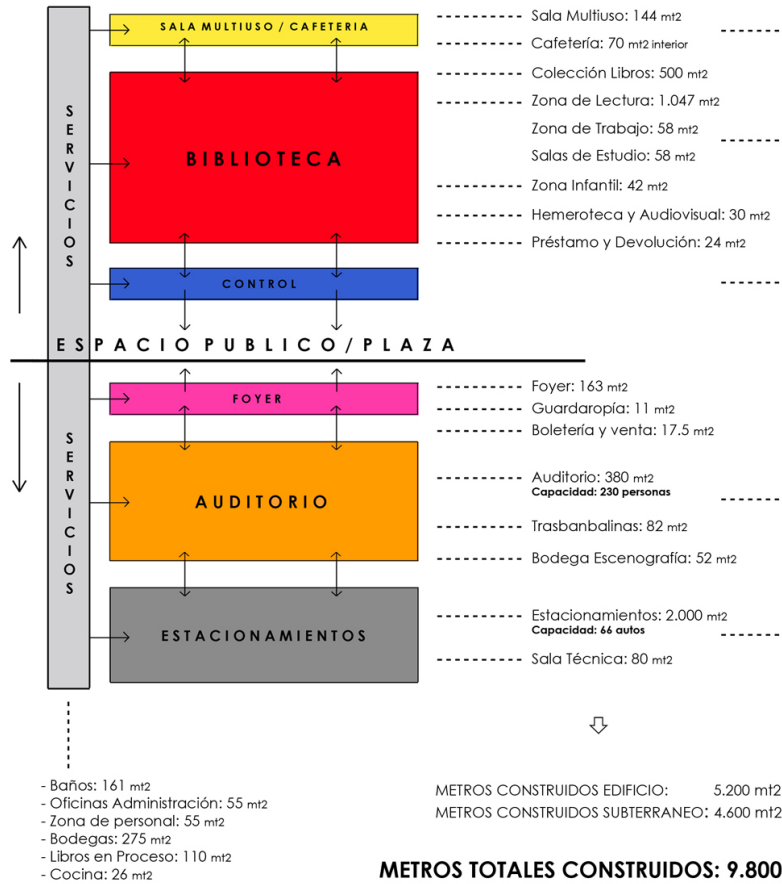 SALA MULTIUSO / CAFETERIA
Sala Multiuso: 144 mt2
Cafetería: 70 mt2 interior
Colección Libros: 500 mt2
Zona de Lectura: 1.047 mt2
Zona de Trabajo: 58 mt2
Salas de Estudio: 58 mt2
Zona Infantil: 42 mt2
Hemeroteca y Audiovisual: 30 mt2
Préstamo y Devolución: 24 mt2
SERVICIOS
BIBLIOTECA
CONTROL
ESPACIO PUBLICO/PLAZA
FOYER
Foyer: 163 mt2
Guardaropía: 11 mt2
Boletería y venta: 17.5 mt2
SERVICIOS
AUDITORIO
Auditorio: 380 mt2
Capacidad: 230 personas
Trasbanbalinas: 82 mt2
Bodega Escenografía: 52 mt2
ESTACIONAMIENTOS
Estacionamientos: 2.000 mt2
Capacidad: 66 autos
Sala Técnica: 80 mt2
- Baños: 161 mt2
- Oficinas Administración: 55 mt2
- Zona de personal: 55 mt2
- Bodegas: 275 mt2
- Libros en Proceso: 110 mt2
- Cocina: 26 mt2
METROS CONSTRUIDOS EDIFICIO: 5.200 mt2
METROS CONSTRUIDOS SUBTERRANEO: 4.600 mt2
METROS TOTALES CONSTRUIDOS: 9.800